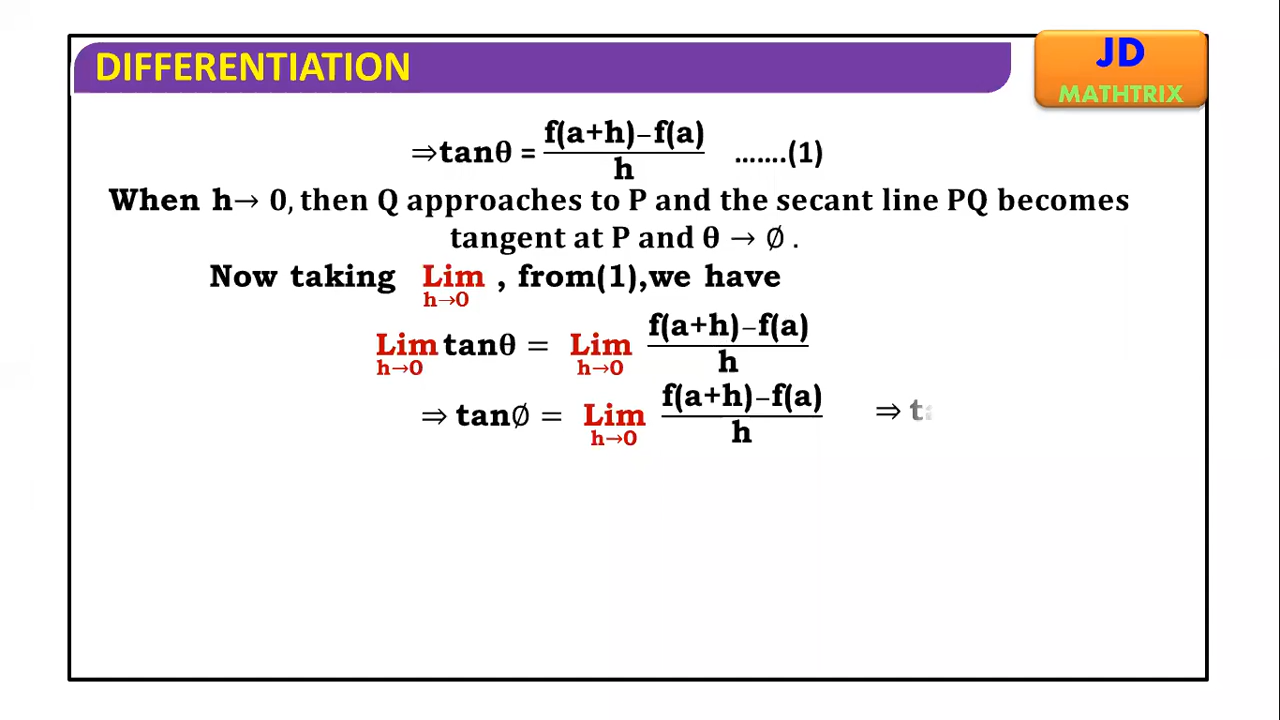 DIFFERENTIATION
JD
MATHTRIX
⇒tanθ = f(a+h)−f(a) / h .......(1)
When h→ 0, then Q approaches to P and the secant line PQ becomes
tangent at P and θ → ∅ .
Now taking Lim h→0 , from(1),we have
Lim h→0 tanθ = Lim h→0 f(a+h)−f(a) / h
⇒ tan∅ = Lim h→0 f(a+h)−f(a) / h ⇒ t